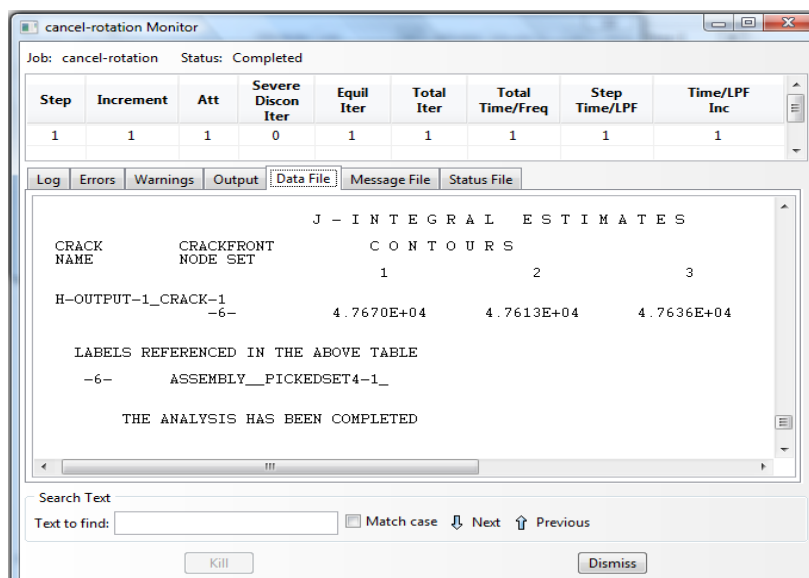 cancel-rotation Monitor
Job: cancel-rotation Status: Completed
Step Increment Att Severe Discon Iter Equil Iter Total Iter Total Time/Freq Step Time/LPF Time/LPF Inc
1 1 1 0 1 1 1 1 1
Log Errors Warnings Output Data File Message File Status File
J - I N T E G R A L E S T I M A T E S
CRACK CRACKFRONT C O N T O U R S
NAME NODE SET
1 2 3
H-OUTPUT-1_CRACK-1
-6- 4.7670E+04 4.7613E+04 4.7636E+04
LABELS REFERENCED IN THE ABOVE TABLE
-6- ASSEMBLY__PICKEDSET4-1_
THE ANALYSIS HAS BEEN COMPLETED
Search Text
Text to find: Match case Next Previous
Kill Dismiss